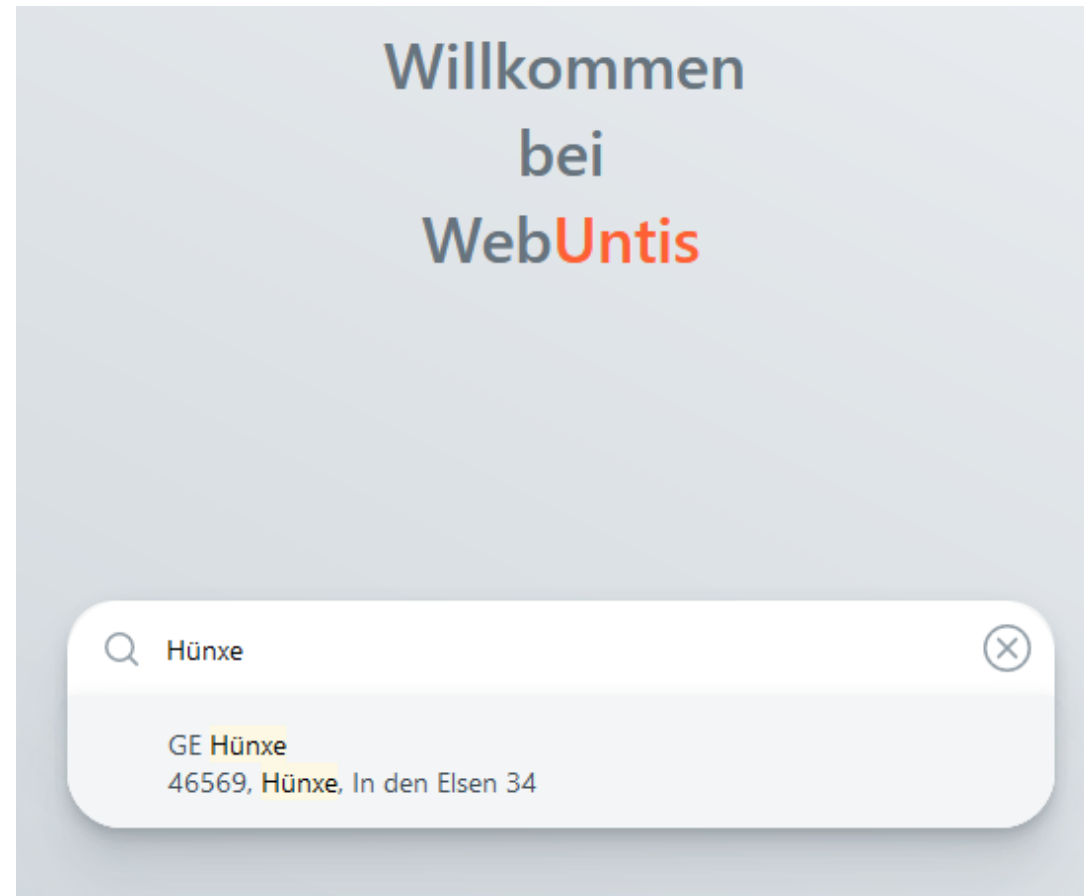 Willkommen
bei
WebUntis
Hünxe
GE Hünxe
46569, Hünxe, In den Elsen 34